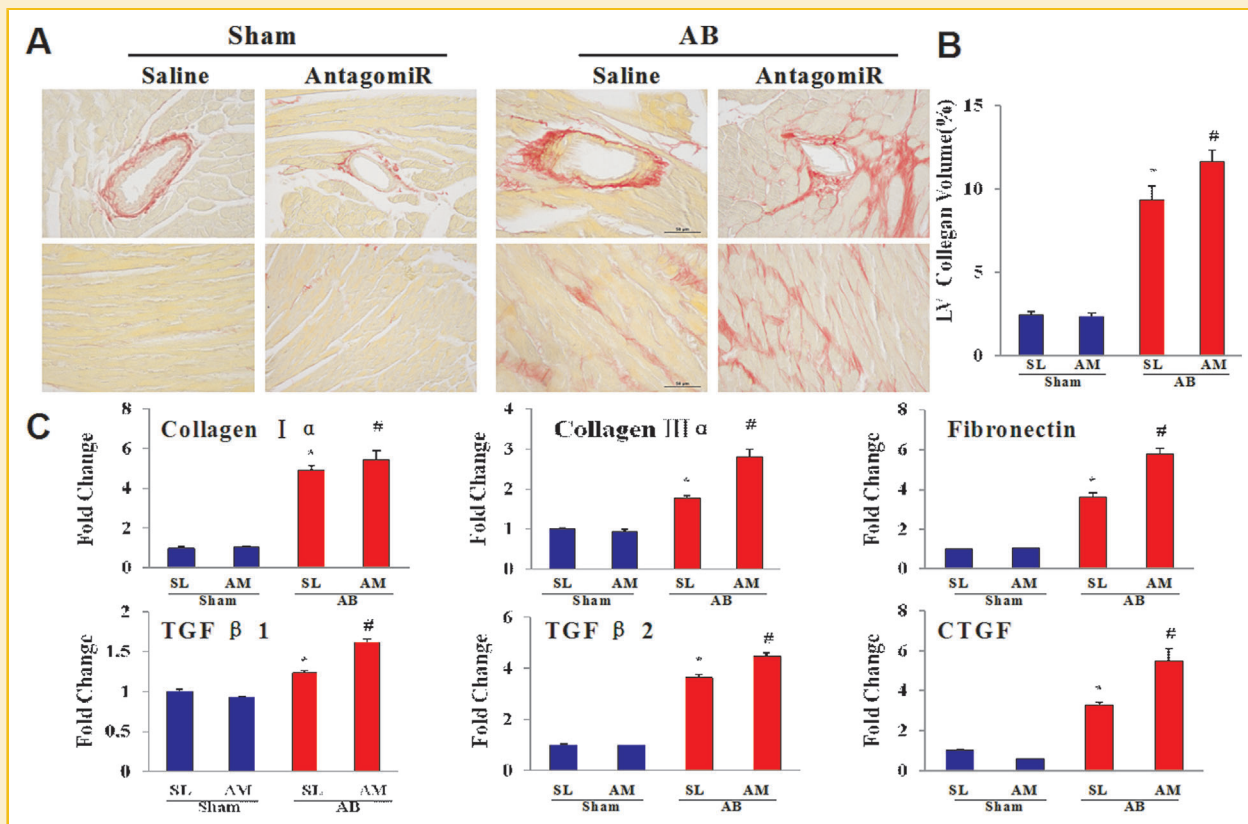 A
Sham
AB
Saline
AntagomiR
Saline
AntagomiR
50 μm
50 μm
B
LV Collegan Volume(%)
15
10
5
0
*
#
SL
AM
SL
AM
Sham
AB
C
Collagen I α
Fold Change
8
6
4
2
0
*
#
SL
AM
SL
AM
Sham
AB
Collagen III α
Fold Change
4
3
2
1
0
*
#
SL
AM
SL
AM
Sham
AB
Fibronectin
Fold Change
8
6
4
2
0
*
#
SL
AM
SL
AM
Sham
AB
TGF β 1
Fold Change
2
1.5
1
0.5
0
*
#
SL
AM
SL
AM
Sham
AB
TGF β 2
Fold Change
6
4
2
0
*
#
SL
AM
SL
AM
Sham
AB
CTGF
Fold Change
8
6
4
2
0
*
#
SL
AM
SL
AM
Sham
AB